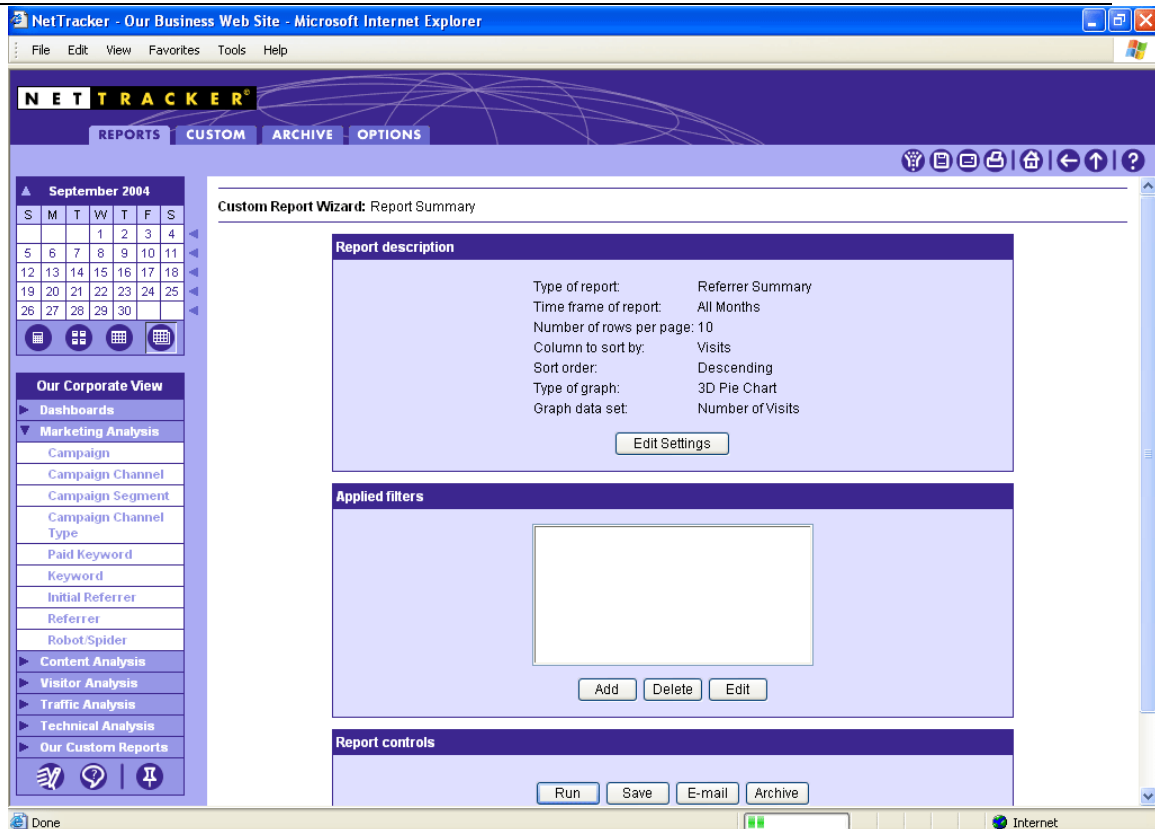 NetTracker - Our Business Web Site - Microsoft Internet Explorer
File Edit View Favorites Tools Help
NETTRACKER®
REPORTS CUSTOM ARCHIVE OPTIONS
?
September 2004
S M T W T F S
1 2 3 4
5 6 7 8 9 10 11
12 13 14 15 16 17 18
19 20 21 22 23 24 25
26 27 28 29 30
Our Corporate View
Dashboards
Marketing Analysis
Campaign
Campaign Channel
Campaign Segment
Campaign Channel
Type
Paid Keyword
Keyword
Initial Referrer
Referrer
Robot/Spider
Content Analysis
Visitor Analysis
Traffic Analysis
Technical Analysis
Our Custom Reports
?
Custom Report Wizard: Report Summary
Report description
Type of report: Referrer Summary
Time frame of report: All Months
Number of rows per page: 10
Column to sort by: Visits
Sort order: Descending
Type of graph: 3D Pie Chart
Graph data set: Number of Visits
Edit Settings
Applied filters
Add Delete Edit
Report controls
Run Save E-mail Archive
Done Internet